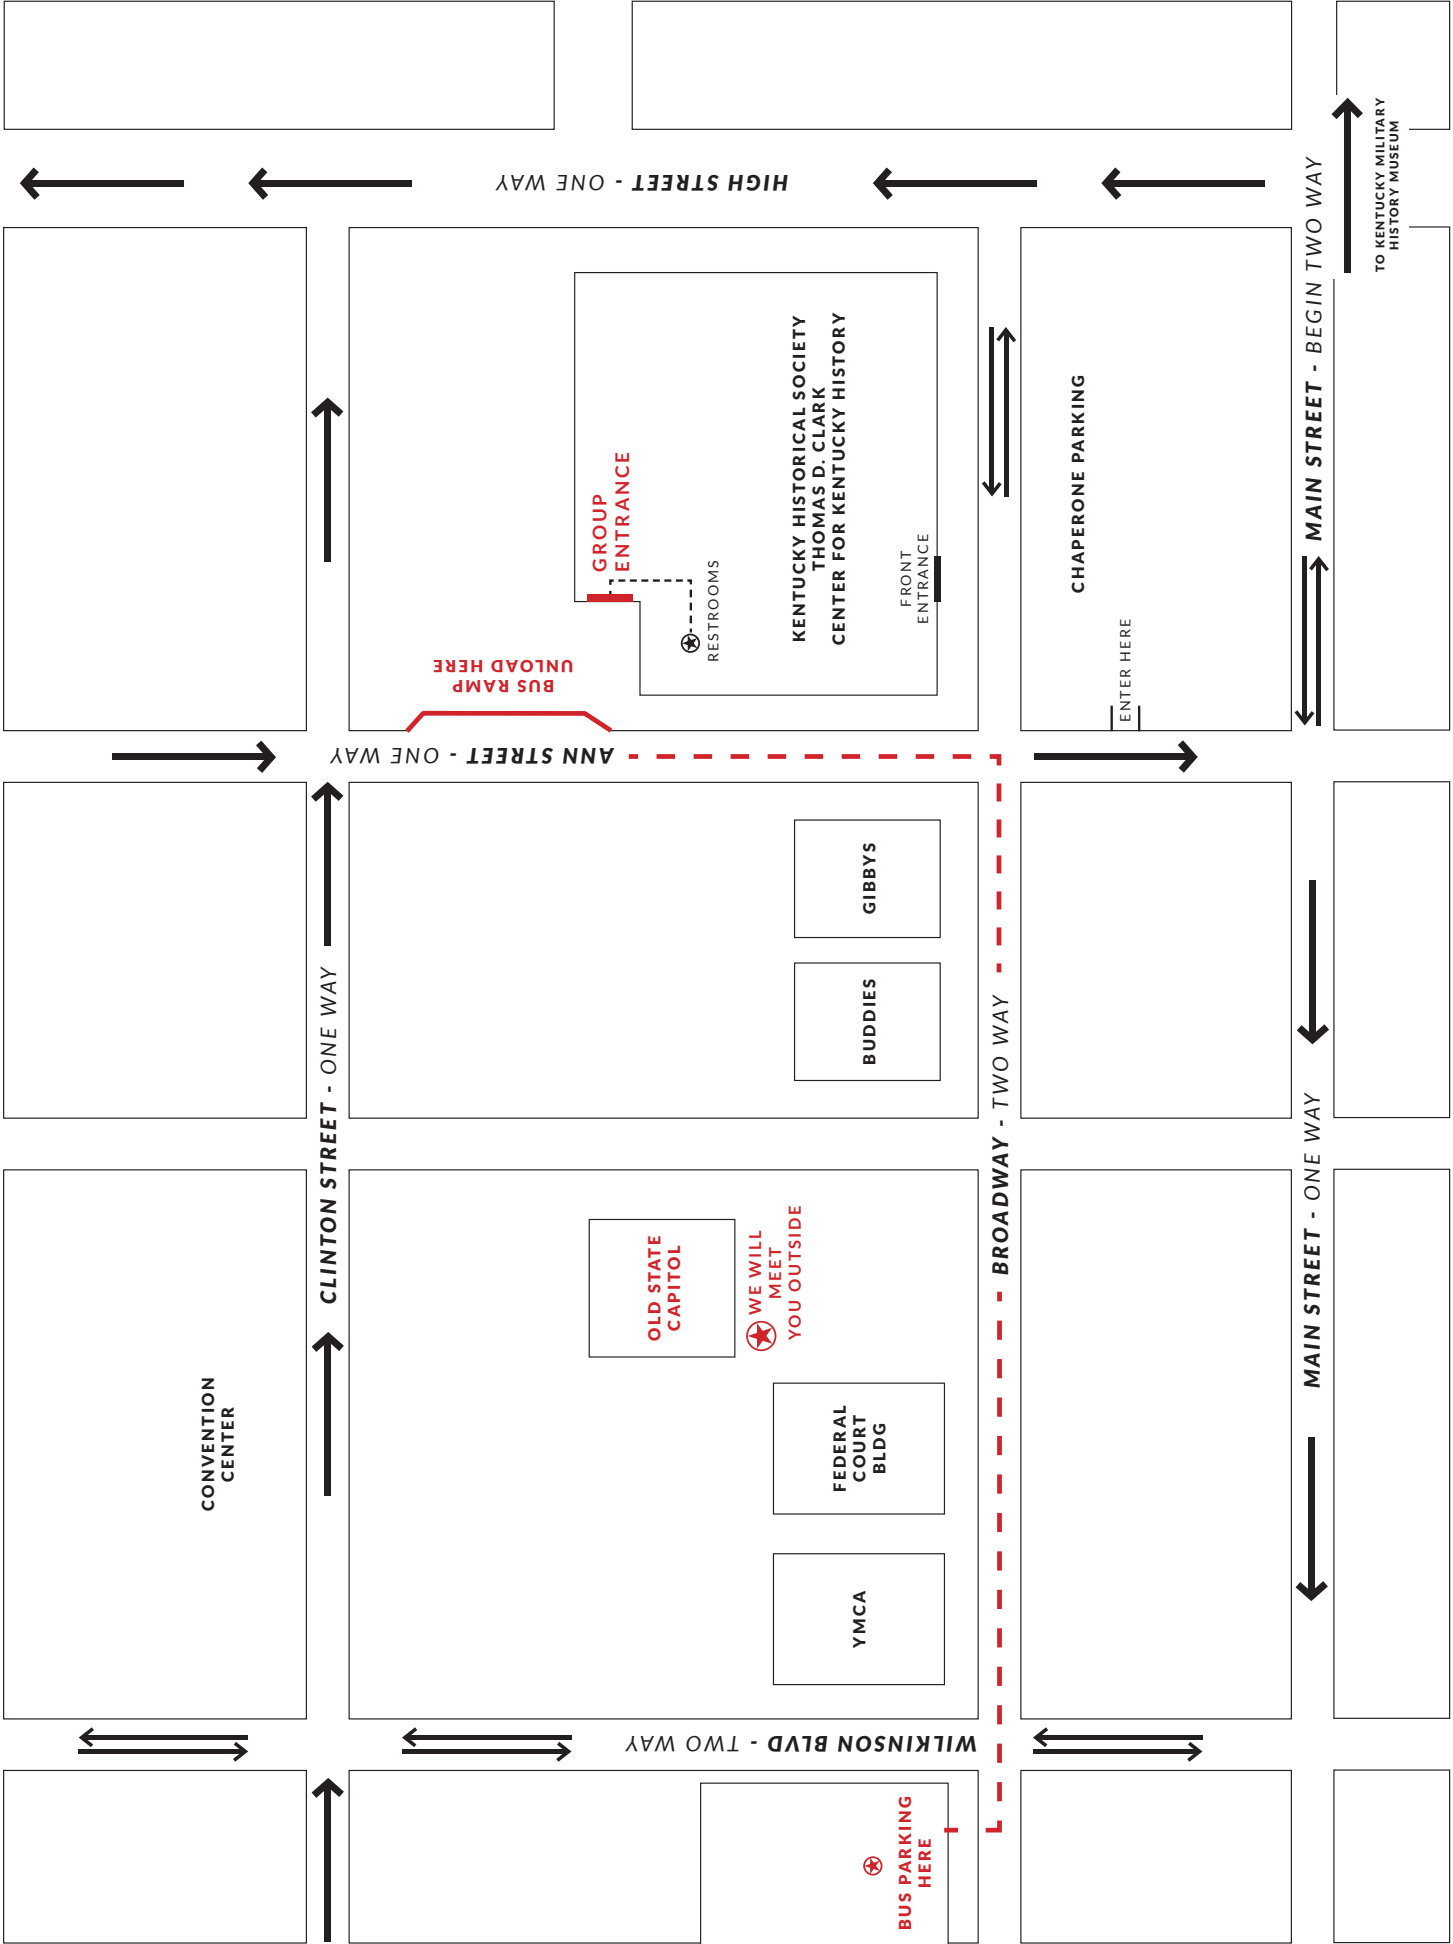 HIGH STREET - ONE WAY
TO KENTUCKY MILITARY
HISTORY MUSEUM
MAIN STREET - BEGIN TWO WAY
KENTUCKY HISTORICAL SOCIETY
THOMAS D. CLARK
CENTER FOR KENTUCKY HISTORY
GROUP
ENTRANCE
RESTROOMS
FRONT
ENTRANCE
CHAPERONE PARKING
ENTER HERE
BUS RAMP
UNLOAD HERE
ANN STREET - ONE WAY
GIBBYS
BUDDIES
CLINTON STREET - ONE WAY
BROADWAY - TWO WAY
MAIN STREET - ONE WAY
OLD STATE
CAPITOL
WE WILL
MEET
YOU OUTSIDE
CONVENTION
CENTER
FEDERAL
COURT
BLDG
YMCA
WILKINSON BLVD - TWO WAY
BUS PARKING
HERE